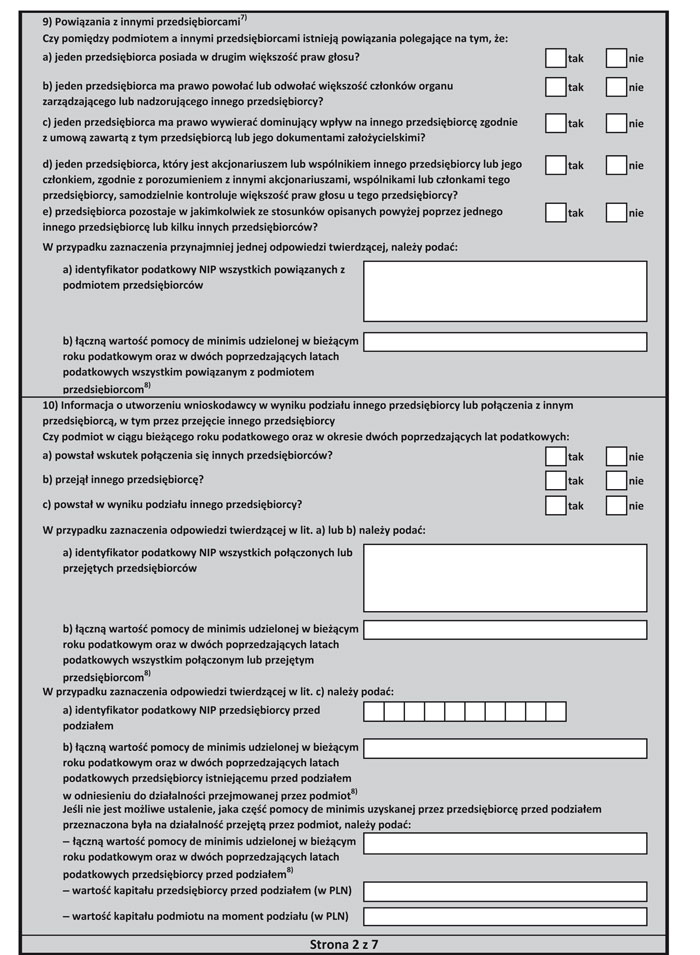 9) Powiązania z innymi przedsiębiorcami7)
Czy pomiędzy podmiotem a innymi przedsiębiorcami istnieją powiązania polegające na tym, że:
a) jeden przedsiębiorca posiada w drugim większość praw głosu? tak nie
b) jeden przedsiębiorca ma prawo powołać lub odwołać większość członków organu tak nie
zarządzającego lub nadzorującego innego przedsiębiorcy?
c) jeden przedsiębiorca ma prawo wywierać dominujący wpływ na innego przedsiębiorcę zgodnie tak nie
z umową zawartą z tym przedsiębiorcą lub jego dokumentami założycielskimi?
d) jeden przedsiębiorca, który jest akcjonariuszem lub wspólnikiem innego przedsiębiorcy lub jego tak nie
członkiem, zgodnie z porozumieniem z innymi akcjonariuszami, wspólnikami lub członkami tego
przedsiębiorcy, samodzielnie kontroluje większość praw głosu u tego przedsiębiorcy?
e) przedsiębiorca pozostaje w jakimkolwiek ze stosunków opisanych powyżej poprzez jednego tak nie
innego przedsiębiorcę lub kilku innych przedsiębiorców?
W przypadku zaznaczenia przynajmniej jednej odpowiedzi twierdzącej, należy podać:
a) identyfikator podatkowy NIP wszystkich powiązanych z
podmiotem przedsiębiorców
b) łączną wartość pomocy de minimis udzielonej w bieżącym
roku podatkowym oraz w dwóch poprzedzających latach
podatkowych wszystkim powiązanym z podmiotem
przedsiębiorcom8)
10) Informacja o utworzeniu wnioskodawcy w wyniku podziału innego przedsiębiorcy lub połączenia z innym
przedsiębiorcą, w tym przez przejęcie innego przedsiębiorcy
Czy podmiot w ciągu bieżącego roku podatkowego oraz w okresie dwóch poprzedzających lat podatkowych:
a) powstał wskutek połączenia się innych przedsiębiorców? tak nie
b) przejął innego przedsiębiorcę? tak nie
c) powstał w wyniku podziału innego przedsiębiorcy? tak nie
W przypadku zaznaczenia odpowiedzi twierdzącej w lit. a) lub b) należy podać:
a) identyfikator podatkowy NIP wszystkich połączonych lub
przejętych przedsiębiorców
b) łączną wartość pomocy de minimis udzielonej w bieżącym
roku podatkowym oraz w dwóch poprzedzających latach
podatkowych wszystkim połączonym lub przejętym
przedsiębiorcom8)
W przypadku zaznaczenia odpowiedzi twierdzącej w lit. c) należy podać:
a) identyfikator podatkowy NIP przedsiębiorcy przed
podziałem
b) łączną wartość pomocy de minimis udzielonej w bieżącym
roku podatkowym oraz w dwóch poprzedzających latach
podatkowych przedsiębiorcy istniejącemu przed podziałem
w odniesieniu do działalności przejmowanej przez podmiot8)
Jeśli nie jest możliwe ustalenie, jaka część pomocy de minimis uzyskanej przez przedsiębiorcę przed podziałem
przeznaczona była na działalność przejętą przez podmiot, należy podać:
– łączną wartość pomocy de minimis udzielonej w bieżącym
roku podatkowym oraz w dwóch poprzedzających latach
podatkowych przedsiębiorcy przed podziałem8)
– wartość kapitału przedsiębiorcy przed podziałem (w PLN)
– wartość kapitału podmiotu na moment podziału (w PLN)
Strona 2 z 7